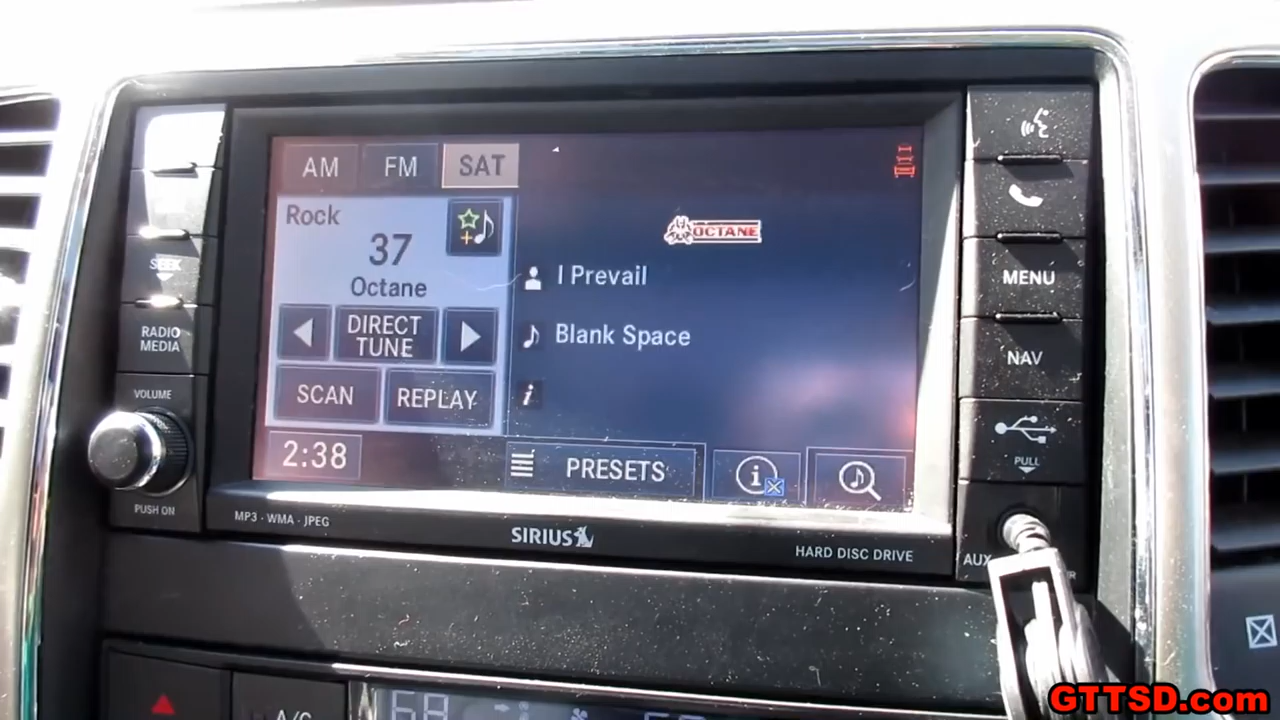 AM FM SAT
Rock
37
Octane
OCTANE
I Prevail
Blank Space
DIRECT
TUNE
SCAN REPLAY
2:38
PRESETS
SEEK
RADIO
MEDIA
VOLUME
PUSH ON
MENU
NAV
PULL
AUX
MP3 · WMA · JPEG
SIRIUS
HARD DISC DRIVE
A/C
68
GTTSD.com